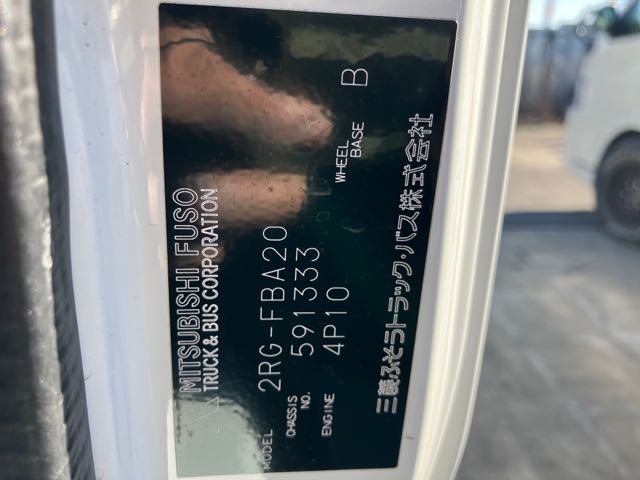 MITSUBISHI FUSO
TRUCK & BUS CORPORATION
MODEL 2RG-FBA20
CHASSIS NO. 591333
ENGINE 4P10 WHEEL BASE B
三菱ふそうトラック・バス株式会社